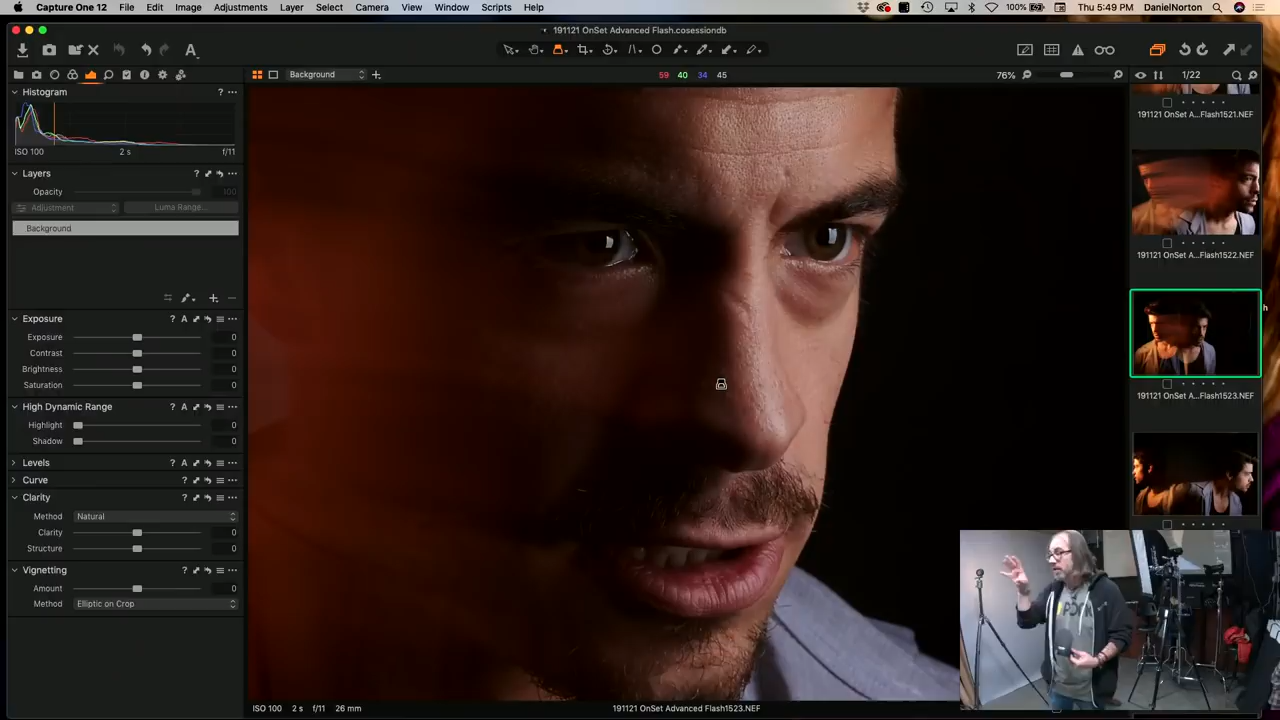 Capture One 12 File Edit Image Adjustments Layer Select Camera View Window Scripts Help 100% Thu 5:49 PM DanielNorton
191121 OnSet Advanced Flash.cosessiondb
Background 59 40 34 45 76% 1/22
Histogram
ISO 100 2 s f/11
Layers
Opacity 100
Adjustment Luma Range...
Background
Exposure
Exposure 0
Contrast 0
Brightness 0
Saturation 0
High Dynamic Range
Highlight 0
Shadow 0
Levels
Curve
Clarity
Method Natural
Clarity 0
Structure 0
Vignetting
Amount 0
Method Elliptic on Crop
191121 OnSet A...Flash1521.NEF
191121 OnSet A...Flash1522.NEF
h
191121 OnSet A...Flash1523.NEF
ISO 100 2 s f/11 26 mm 191121 OnSet Advanced Flash1523.NEF